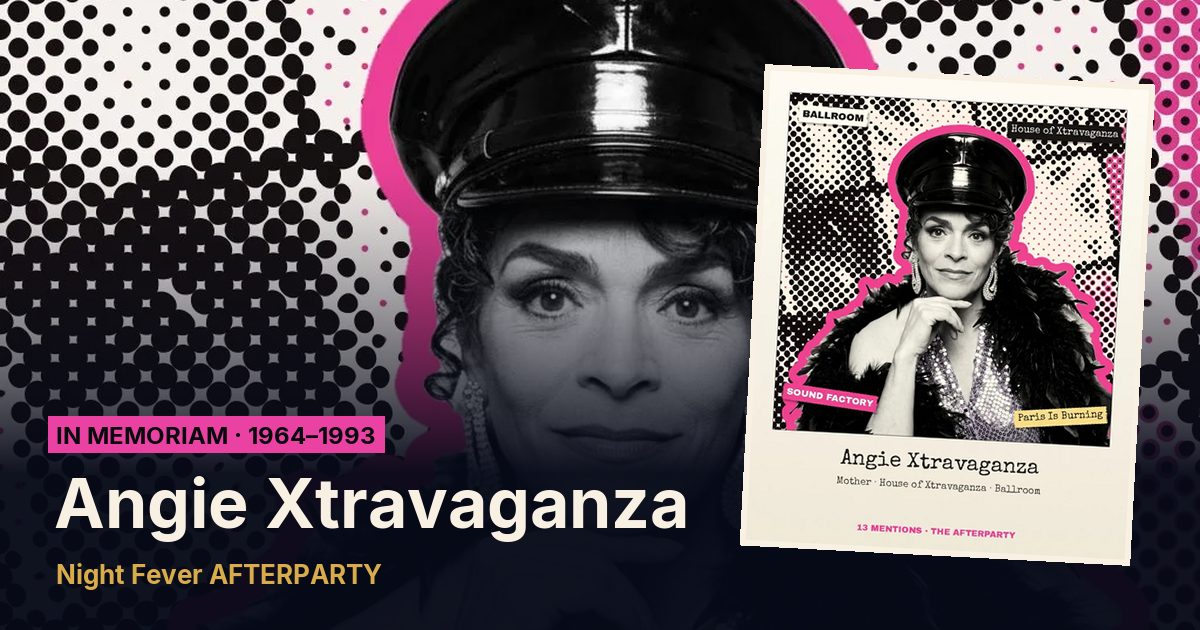 IN MEMORIAM · 1964–1993
Angie Xtravaganza
Night Fever AFTERPARTY
BALLROOM
House of Xtravaganza
SOUND FACTORY
Paris Is Burning
Angie Xtravaganza
Mother · House of Xtravaganza · Ballroom
13 MENTIONS · THE AFTERPARTY